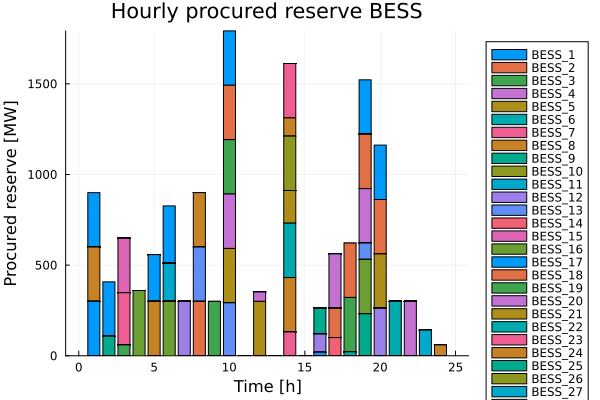 Hourly procured reserve BESS
Procured reserve [MW]
1500
1000
500
0
0
5
10
15
20
25
Time [h]
BESS_1
BESS_2
BESS_3
BESS_4
BESS_5
BESS_6
BESS_7
BESS_8
BESS_9
BESS_10
BESS_11
BESS_12
BESS_13
BESS_14
BESS_15
BESS_16
BESS_17
BESS_18
BESS_19
BESS_20
BESS_21
BESS_22
BESS_23
BESS_24
BESS_25
BESS_26
BESS_27